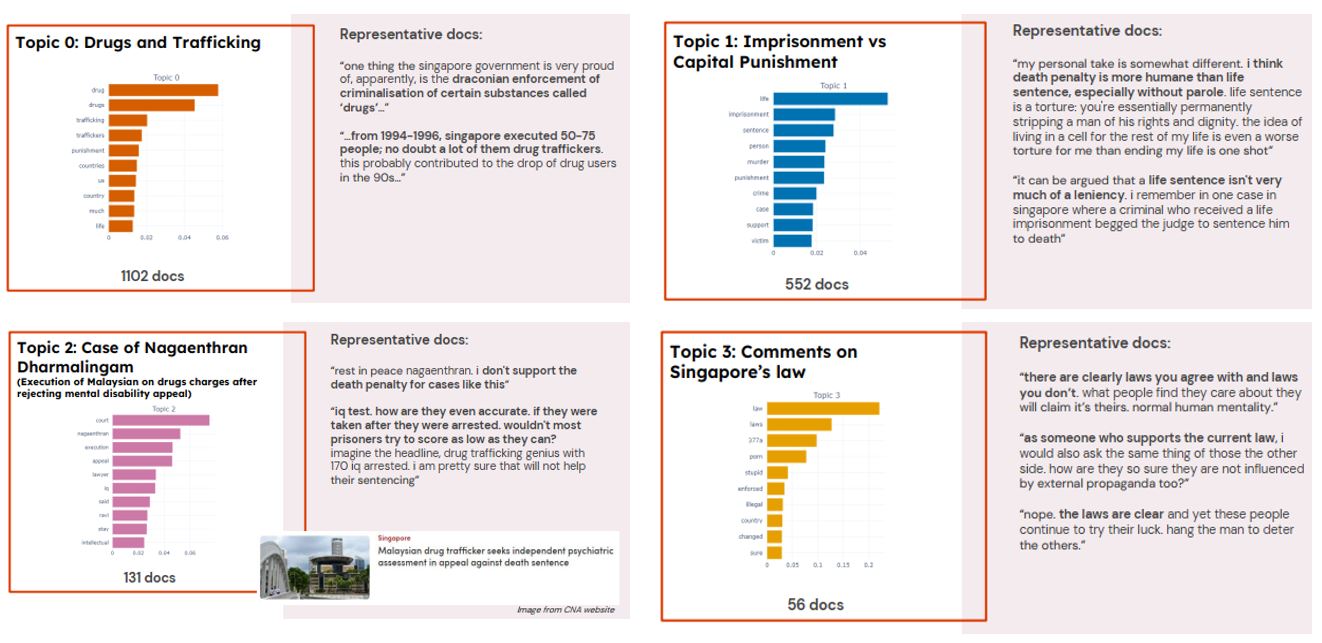 Topic 0: Drugs and Trafficking
Topic 0
drug
drugs
trafficking
traffickers
punishment
countries
us
country
much
life
0 0.02 0.04 0.06
1102 docs
Representative docs:
“one thing the singapore government is very proud
of, apparently, is the draconian enforcement of
criminalisation of certain substances called
‘drugs’...”
“...from 1994-1996, singapore executed 50-75
people; no doubt a lot of them drug traffickers.
this probably contributed to the drop of drug users
in the 90s...”
Topic 1: Imprisonment vs
Capital Punishment
Topic 1
life
imprisonment
sentence
person
murder
punishment
crime
case
support
victim
0 0.02 0.04
552 docs
Representative docs:
“my personal take is somewhat different. i think
death penalty is more humane than life
sentence, especially without parole. life sentence
is a torture: you're essentially permanently
stripping a man of his rights and dignity. the idea of
living in a cell for the rest of my life is even a worse
torture for me than ending my life is one shot”
“it can be argued that a life sentence isn't very
much of a leniency. i remember in one case in
singapore where a criminal who received a life
imprisonment begged the judge to sentence him
to death”
Topic 2: Case of Nagaenthran
Dharmalingam
(Execution of Malaysian on drugs charges after
rejecting mental disability appeal)
Topic 2
court
nagaenthran
execution
appeal
lawyer
iq
said
ravi
stay
intellectual
0 0.02 0.04 0.06
131 docs
Representative docs:
“rest in peace nagaenthran. i don't support the
death penalty for cases like this”
“iq test. how are they even accurate. if they were
taken after they were arrested. wouldn't most
prisoners try to score as low as they can?
imagine the headline, drug trafficking genius with
170 iq arrested. i am pretty sure that will not help
their sentencing”
Singapore
Malaysian drug trafficker seeks independent psychiatric
assessment in appeal against death sentence
Image from CNA website
Topic 3: Comments on
Singapore’s law
Topic 3
law
laws
377a
porn
stupid
enforced
illegal
country
changed
sure
0 0.05 0.1 0.15 0.2
56 docs
Representative docs:
“there are clearly laws you agree with and laws
you don’t. what people find they care about they
will claim it’s theirs. normal human mentality.”
“as someone who supports the current law, i
would also ask the same thing of those the other
side. how are they so sure they are not influenced
by external propaganda too?”
“nope. the laws are clear and yet these people
continue to try their luck. hang the man to deter
the others.”